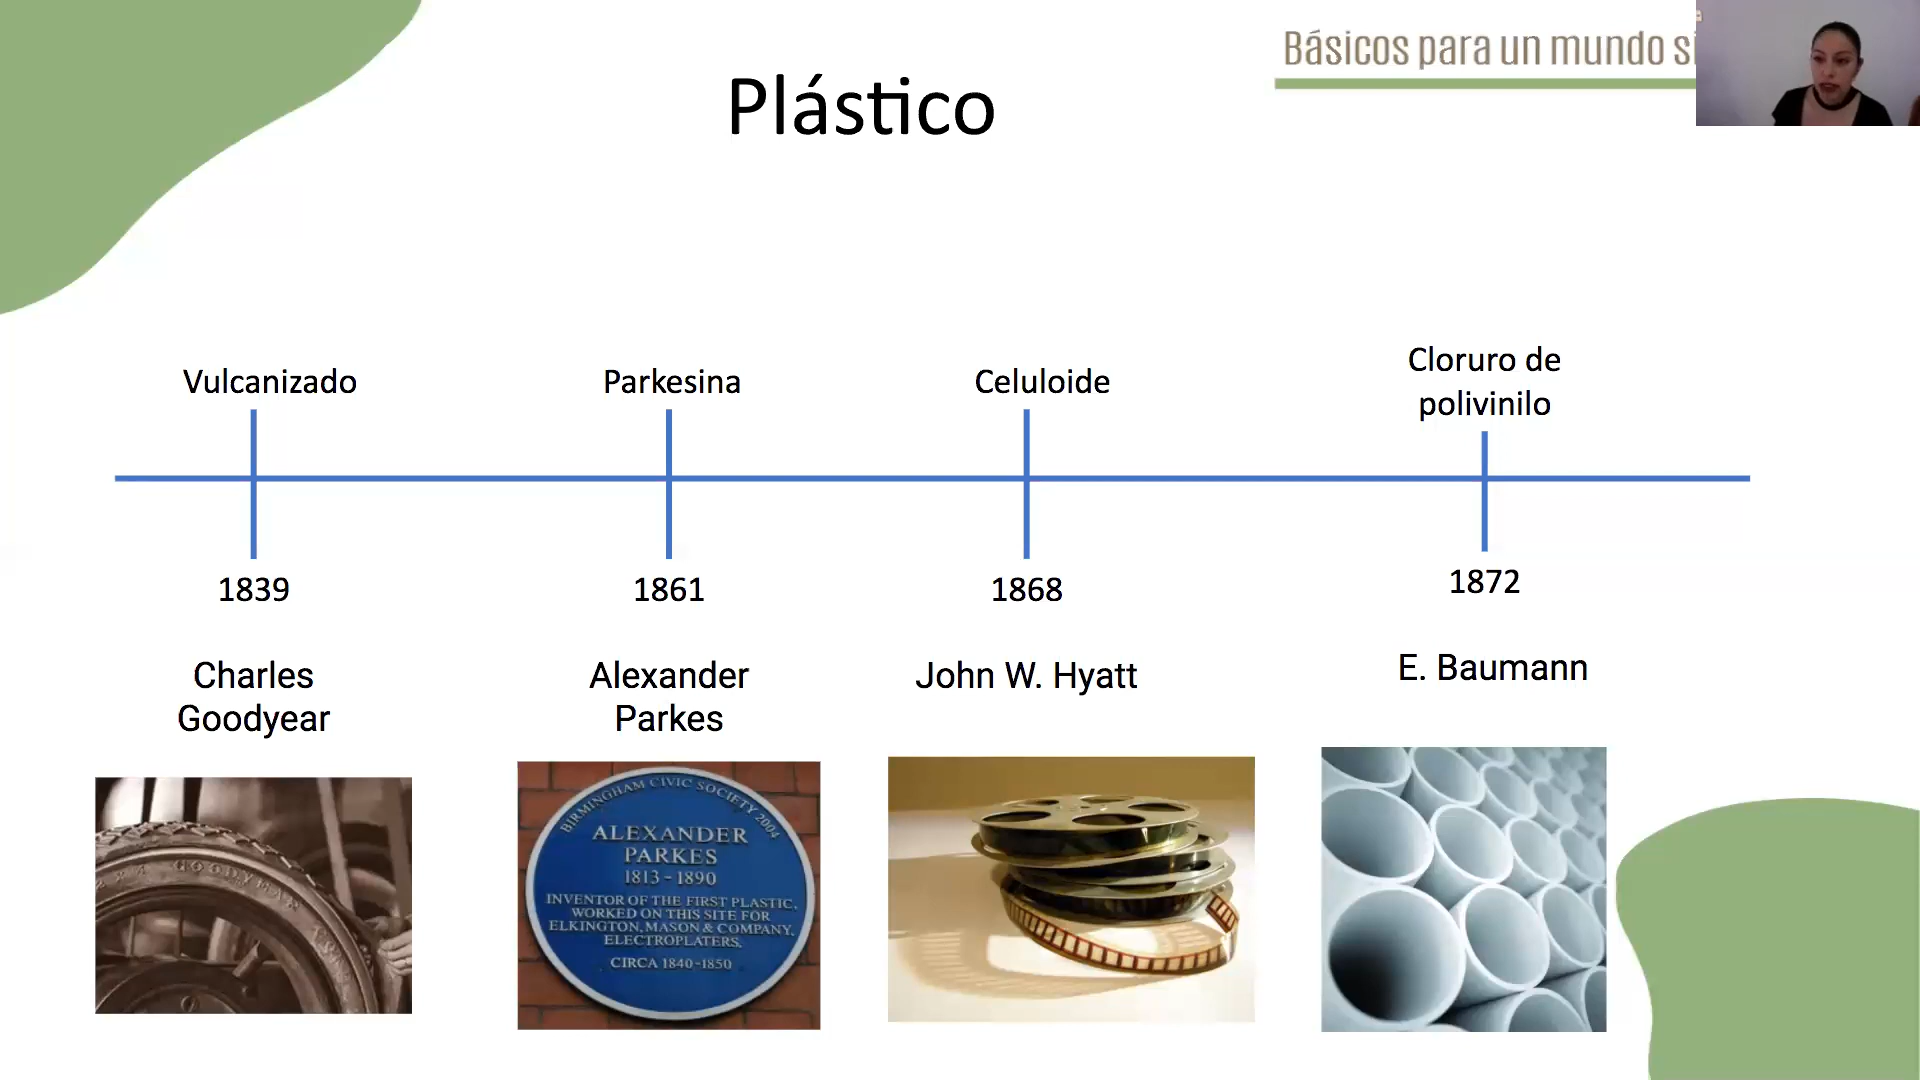 Básicos para un mundo
Plástico
Vulcanizado
Parkesina
Celuloide
Cloruro de
polivinilo
1839
1861
1868
1872
Charles
Goodyear
Alexander
Parkes
John W. Hyatt
E. Baumann
GOODYEAR
BIRMINGHAM CIVIC SOCIETY 2004
ALEXANDER
PARKES
1813 - 1890
INVENTOR OF THE FIRST PLASTIC,
WORKED ON THIS SITE FOR
ELKINGTON, MASON & COMPANY,
ELECTROPLATERS,
CIRCA 1840-1850